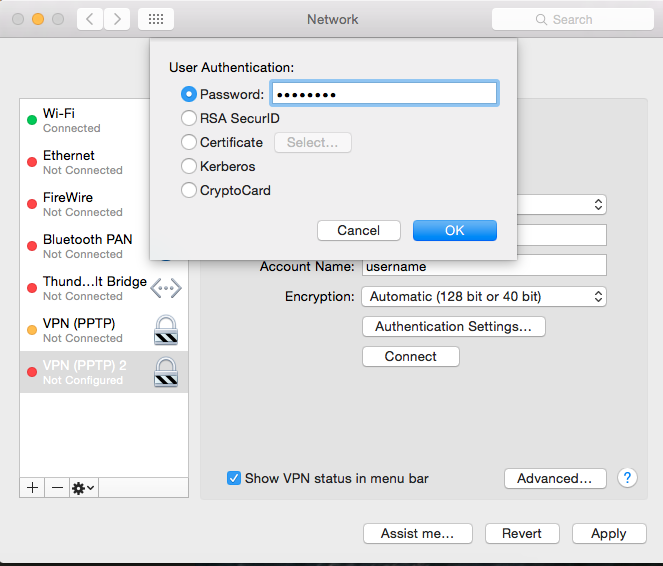 Network
Search
User Authentication:
Password: ••••••••
RSA SecurID
Certificate Select...
Kerberos
CryptoCard
Cancel OK
Wi-Fi
Connected
Ethernet
Not Connected
FireWire
Not Connected
Bluetooth PAN
Not Connected
Thund...lt Bridge
Not Connected
VPN (PPTP)
Not Connected
VPN (PPTP) 2
Not Configured
Account Name: username
Encryption: Automatic (128 bit or 40 bit)
Authentication Settings...
Connect
Show VPN status in menu bar
Advanced... ?
Assist me... Revert Apply